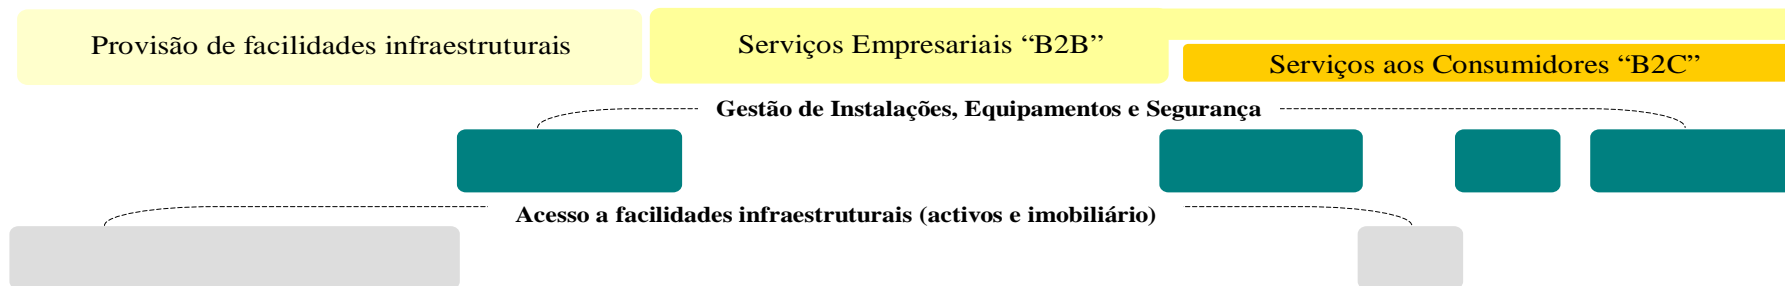 Provisão de facilidades infraestruturais
Serviços Empresariais “B2B”
Serviços aos Consumidores “B2C”
Gestão de Instalações, Equipamentos e Segurança
Acesso a facilidades infraestruturais (activos e imobiliário)